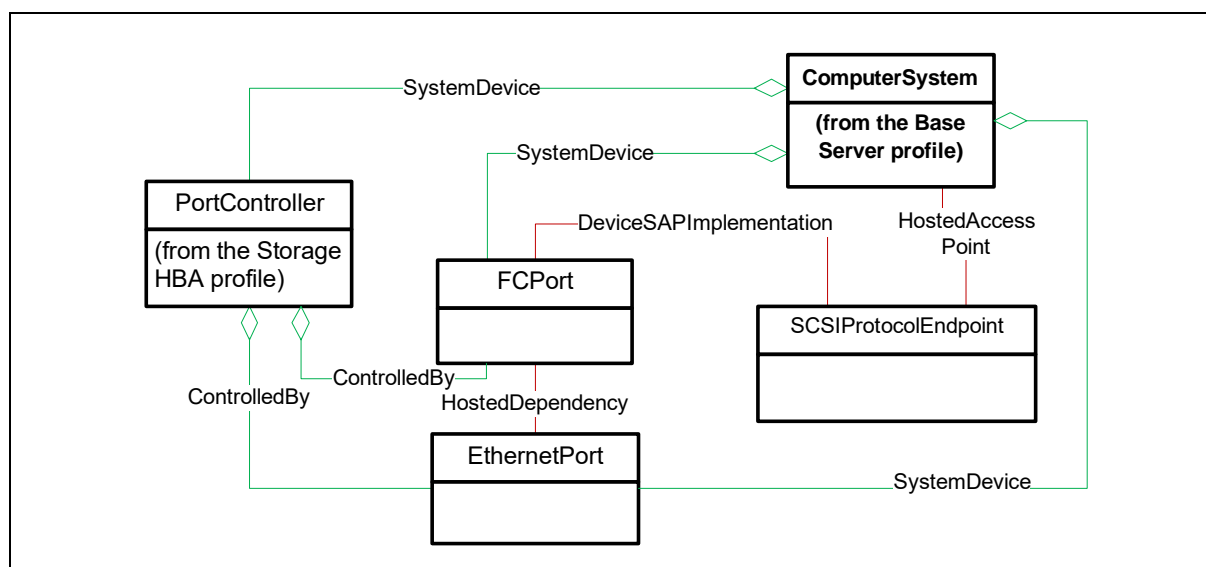 SystemDevice
ComputerSystem
(from the Base
Server profile)
SystemDevice
PortController
(from the Storage
HBA profile)
DeviceSAPImplementation
HostedAccess
Point
FCPort
SCSIProtocolEndpoint
ControlledBy
ControlledBy
HostedDependency
EthernetPort
SystemDevice